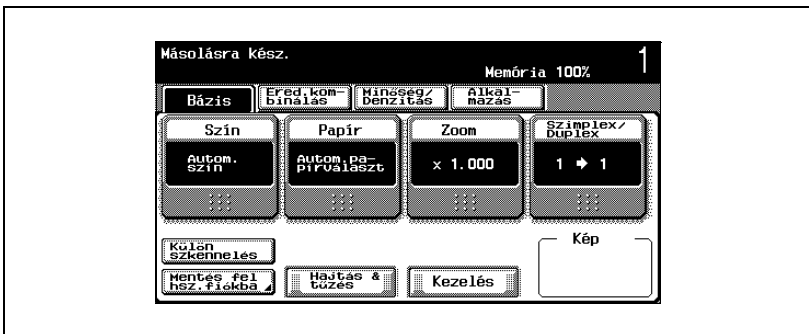 Másolásra kész.
Memória 100% 1
Bázis
Ered.kom-
binálás
Minőség/
Denzitás
Alkal-
mazás
Szín
Papír
Zoom
Szimplex/
Duplex
Autom.
szín
Autom.pa-
pírválaszt
x 1.000
1 → 1
Külön
szkennelés
Kép
Mentés fel
hsz.fiókba
Hajtás &
tűzés
Kezelés